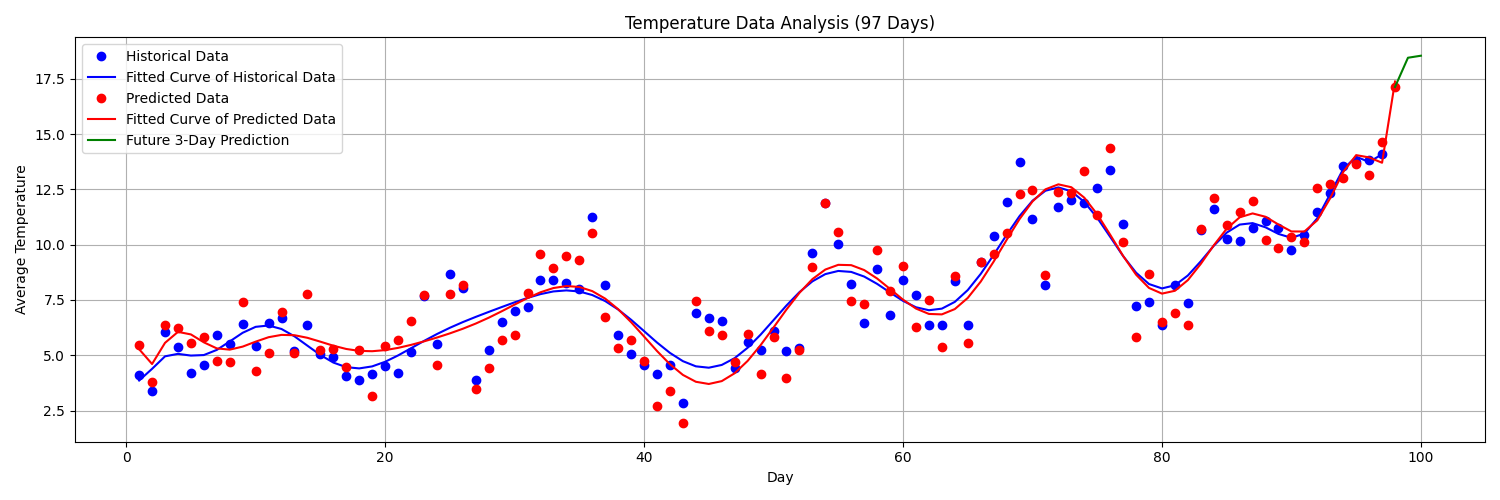 Temperature Data Analysis (97 Days)
Historical Data
Fitted Curve of Historical Data
Predicted Data
Fitted Curve of Predicted Data
Future 3-Day Prediction
Average Temperature
17.5
15.0
12.5
10.0
7.5
5.0
2.5
0 20 40 60 80 100
Day